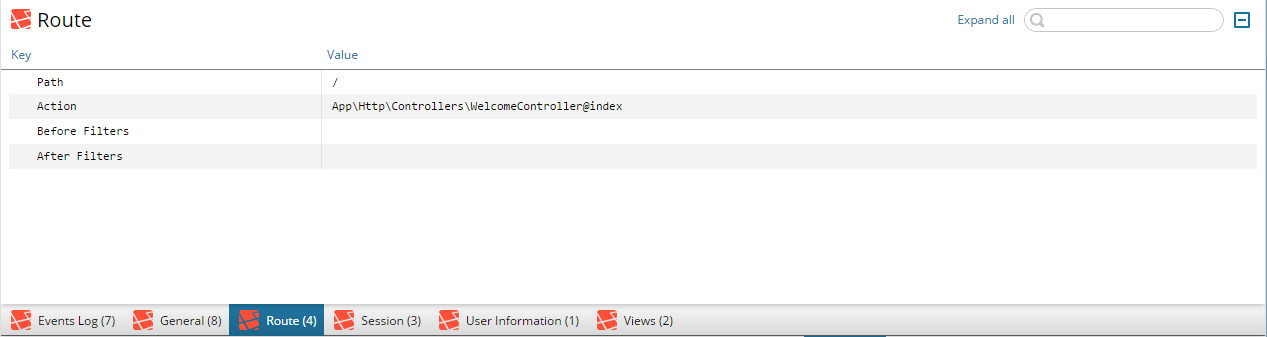 Route
Expand all
Key Value
Path /
Action App\Http\Controllers\WelcomeController@index
Before Filters
After Filters
Events Log (7) General (8) Route (4) Session (3) User Information (1) Views (2)